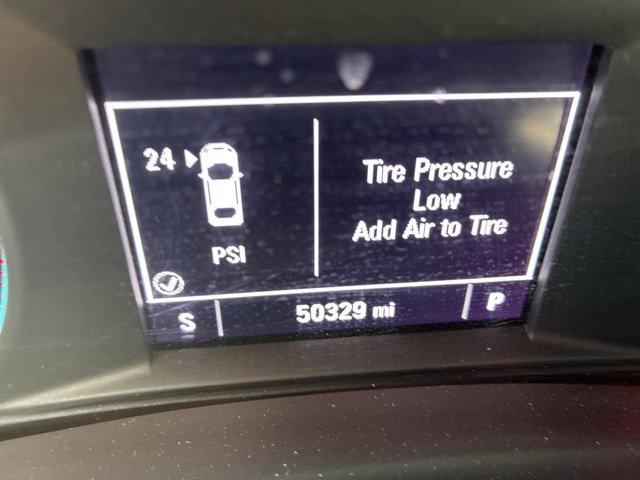 24
PSI
Tire Pressure
Low
Add Air to Tire
S 50329 mi P